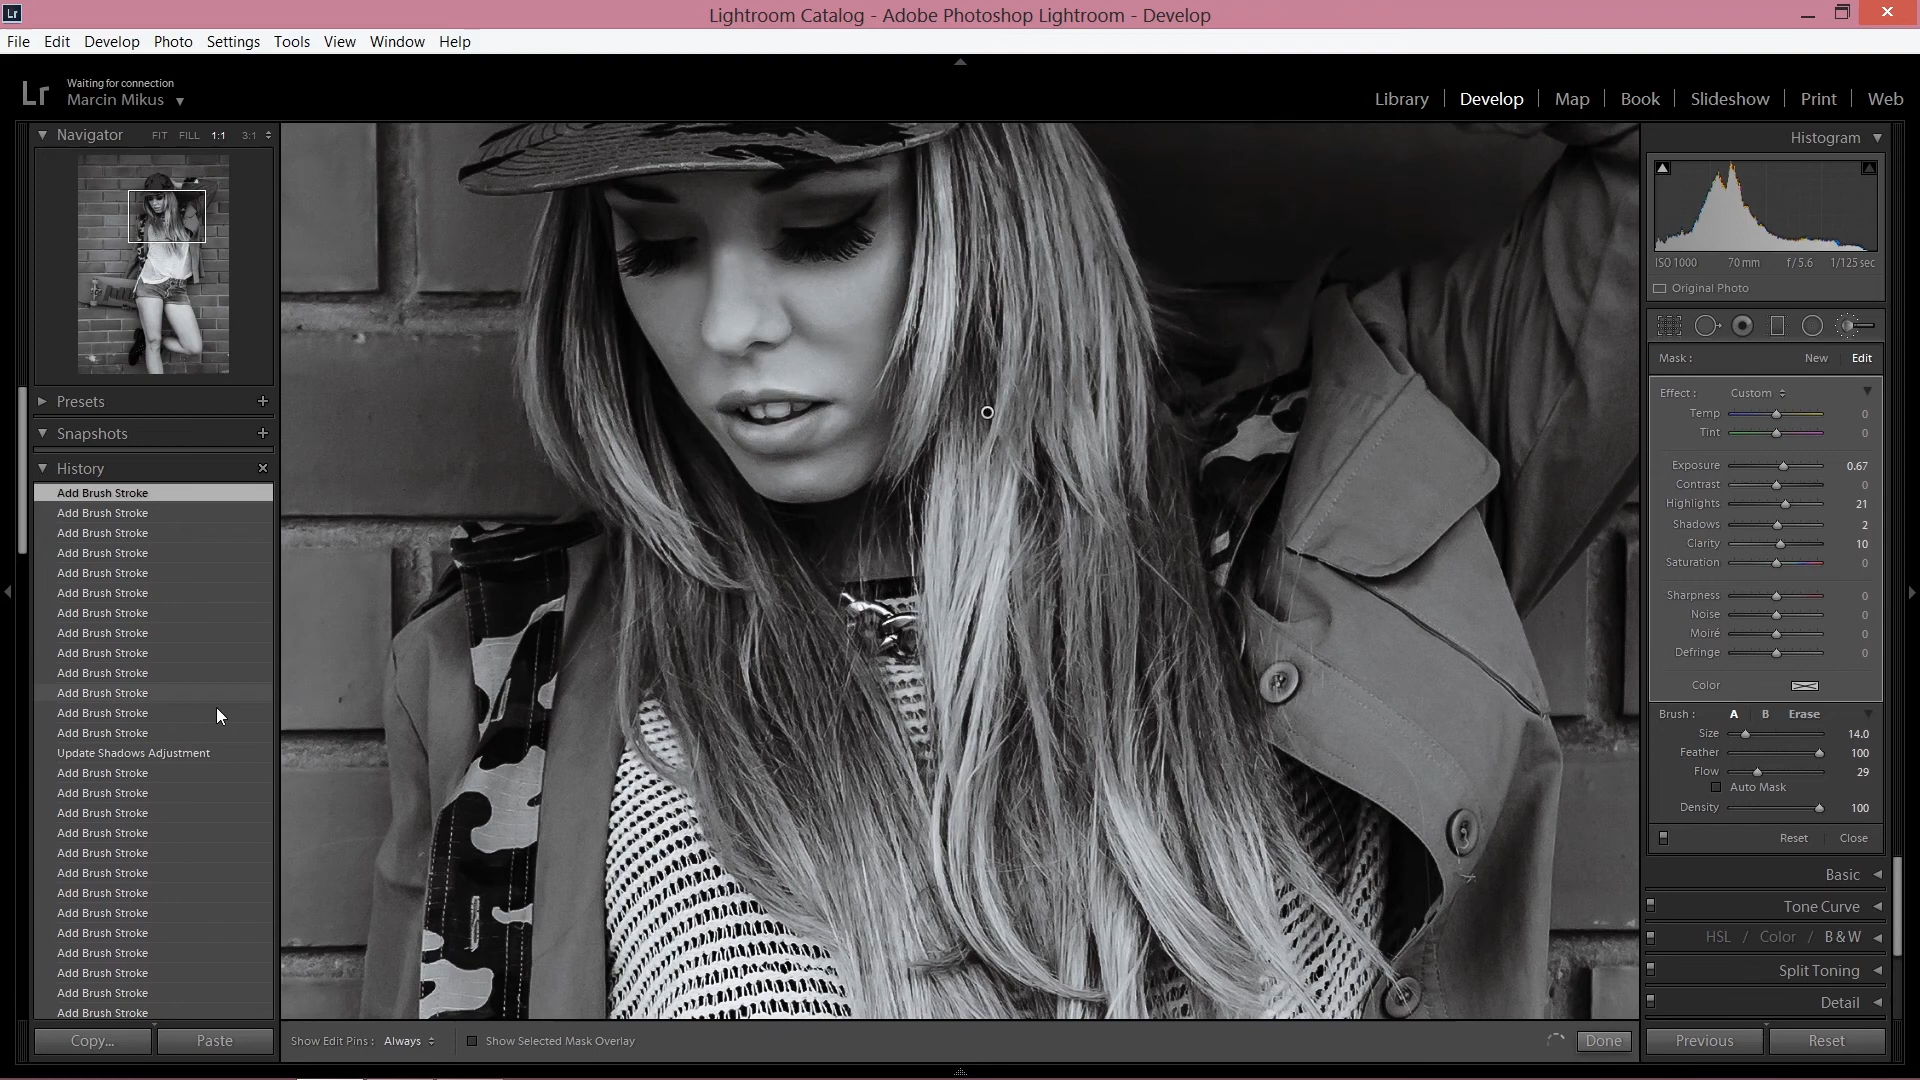 Lr
Lightroom Catalog - Adobe Photoshop Lightroom - Develop
File Edit Develop Photo Settings Tools View Window Help
Lr
Waiting for connection
Marcin Mikus
Library Develop Map Book Slideshow Print Web
Navigator FIT FILL 1:1 3:1
Presets
Snapshots
History
Add Brush Stroke
Add Brush Stroke
Add Brush Stroke
Add Brush Stroke
Add Brush Stroke
Add Brush Stroke
Add Brush Stroke
Add Brush Stroke
Add Brush Stroke
Add Brush Stroke
Add Brush Stroke
Add Brush Stroke
Add Brush Stroke
Update Shadows Adjustment
Add Brush Stroke
Add Brush Stroke
Add Brush Stroke
Add Brush Stroke
Add Brush Stroke
Add Brush Stroke
Add Brush Stroke
Add Brush Stroke
Add Brush Stroke
Add Brush Stroke
Add Brush Stroke
Add Brush Stroke
Add Brush Stroke
Copy... Paste
Show Edit Pins : Always Show Selected Mask Overlay Done
Histogram
ISO 1000 70 mm f / 5.6 1/125 sec
Original Photo
Mask : New Edit
Effect : Custom
Temp 0
Tint 0
Exposure 0.67
Contrast 0
Highlights 21
Shadows 2
Clarity 10
Saturation 0
Sharpness 0
Noise 0
Moiré 0
Defringe 0
Color
Brush : A B Erase
Size 14.0
Feather 100
Flow 29
Auto Mask
Density 100
Reset Close
Basic
Tone Curve
HSL / Color / B & W
Split Toning
Detail
Previous Reset